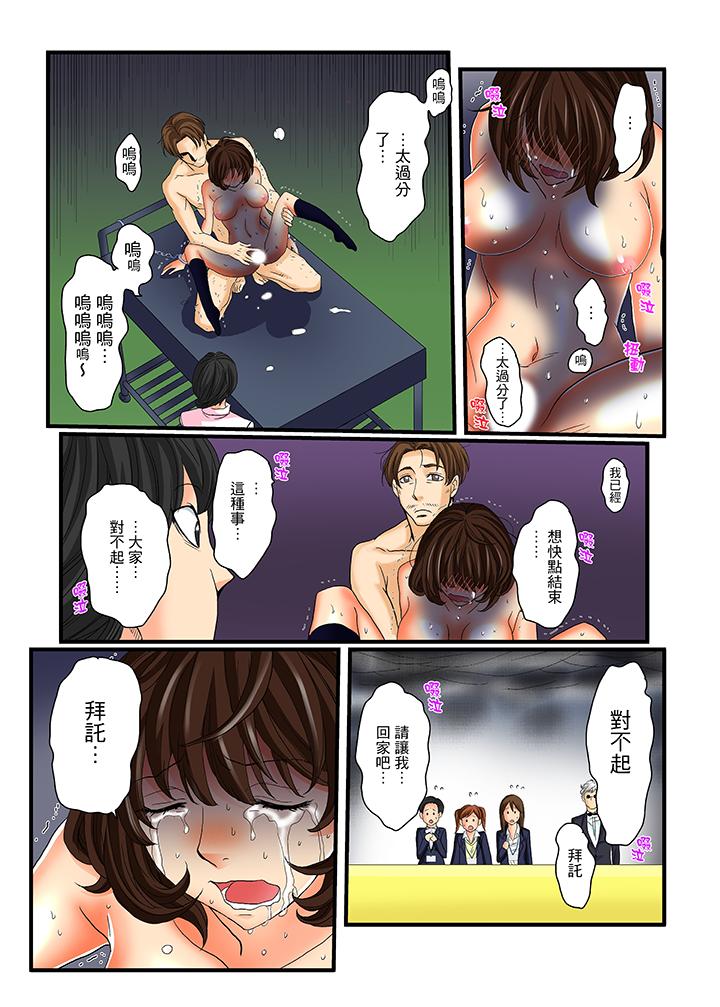 …
…太過分了…
嗚
啜泣
啜泣
扭動
啜泣
嗚嗚
…太過分
了…
嗚嗚
嗚嗚
嗚嗚嗚…
嗚嗚嗚嗚～
我已經
想快點結束
……
啜泣
啜泣
…
這種事…
…大家…
對不起……
啜泣
對不起
請讓我…
回家吧…
拜託
啜泣
啜泣
拜託…